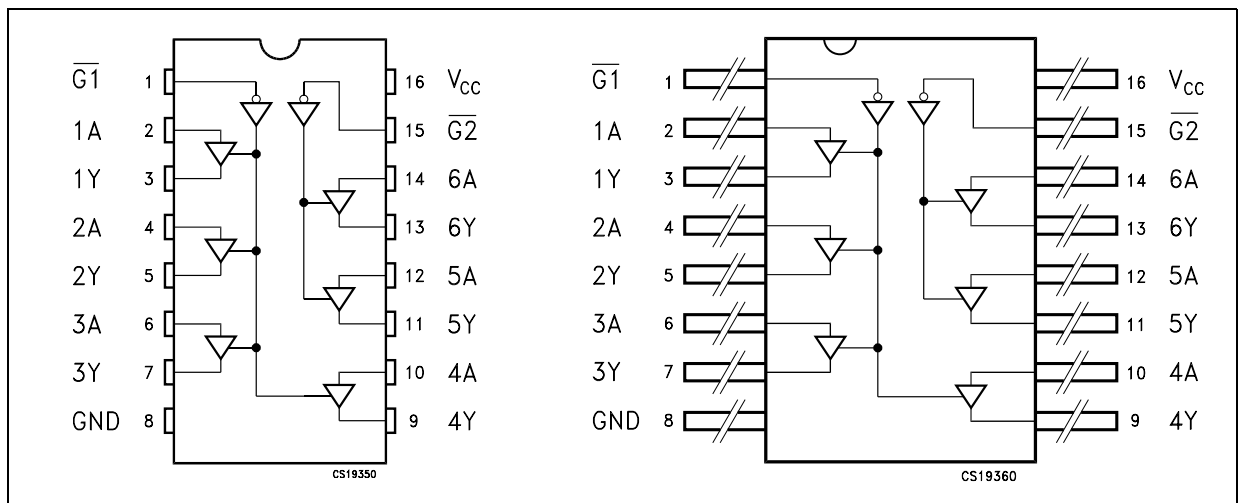 G1 1 16 VCC
1A 2 15 G2
1Y 3 14 6A
2A 4 13 6Y
2Y 5 12 5A
3A 6 11 5Y
3Y 7 10 4A
GND 8 9 4Y
CS19350
G1 1 16 VCC
1A 2 15 G2
1Y 3 14 6A
2A 4 13 6Y
2Y 5 12 5A
3A 6 11 5Y
3Y 7 10 4A
GND 8 9 4Y
CS19360